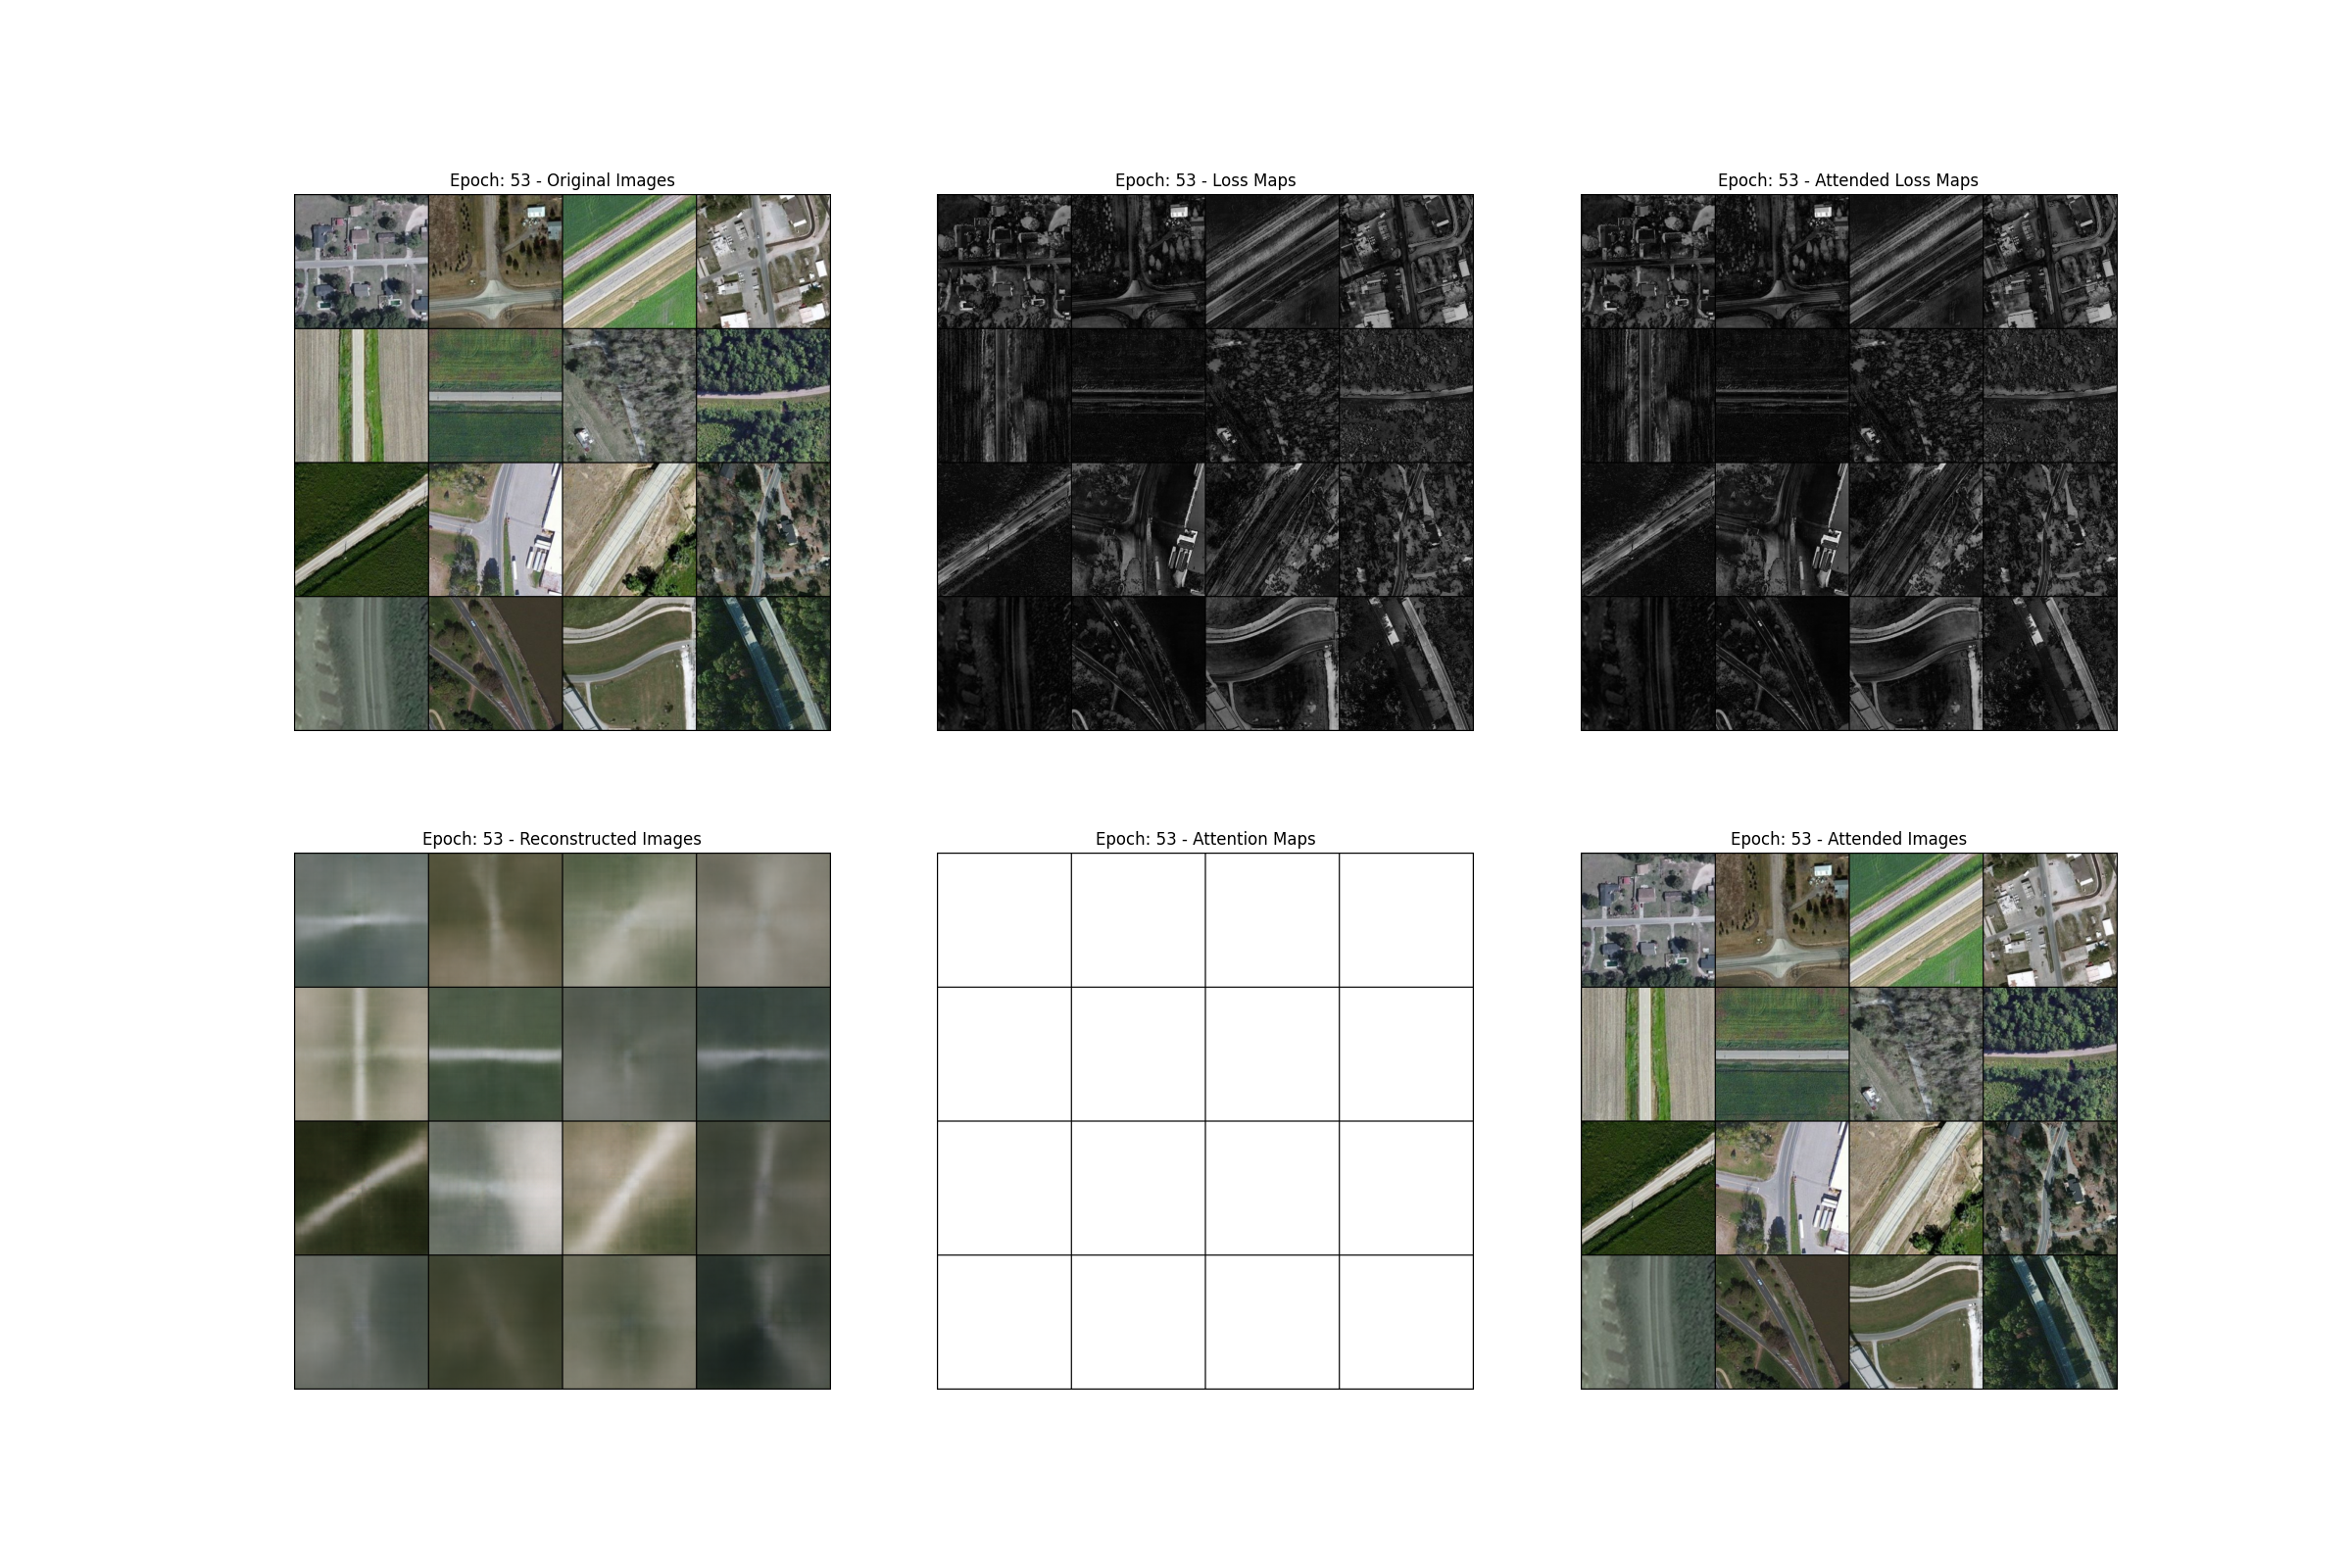 Epoch: 53 - Original Images
Epoch: 53 - Loss Maps
Epoch: 53 - Attended Loss Maps
Epoch: 53 - Reconstructed Images
Epoch: 53 - Attention Maps
Epoch: 53 - Attended Images